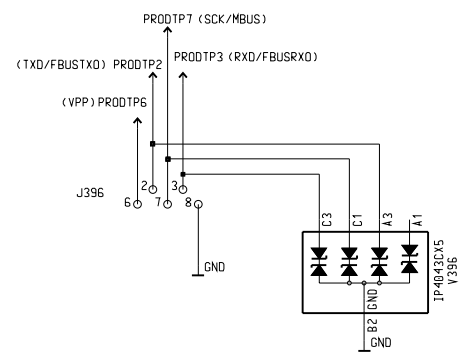 PRODTP7 (SCK/MBUS)
(TXD/FBUSTXO) PRODTP2
PRODTP3 (RXD/FBUSRXO)
(VPP) PRODTP6
J396
2
3
6
7
8
GND
C3
C1
A3
A1
IP4043CX5
V396
GND
B2
GND